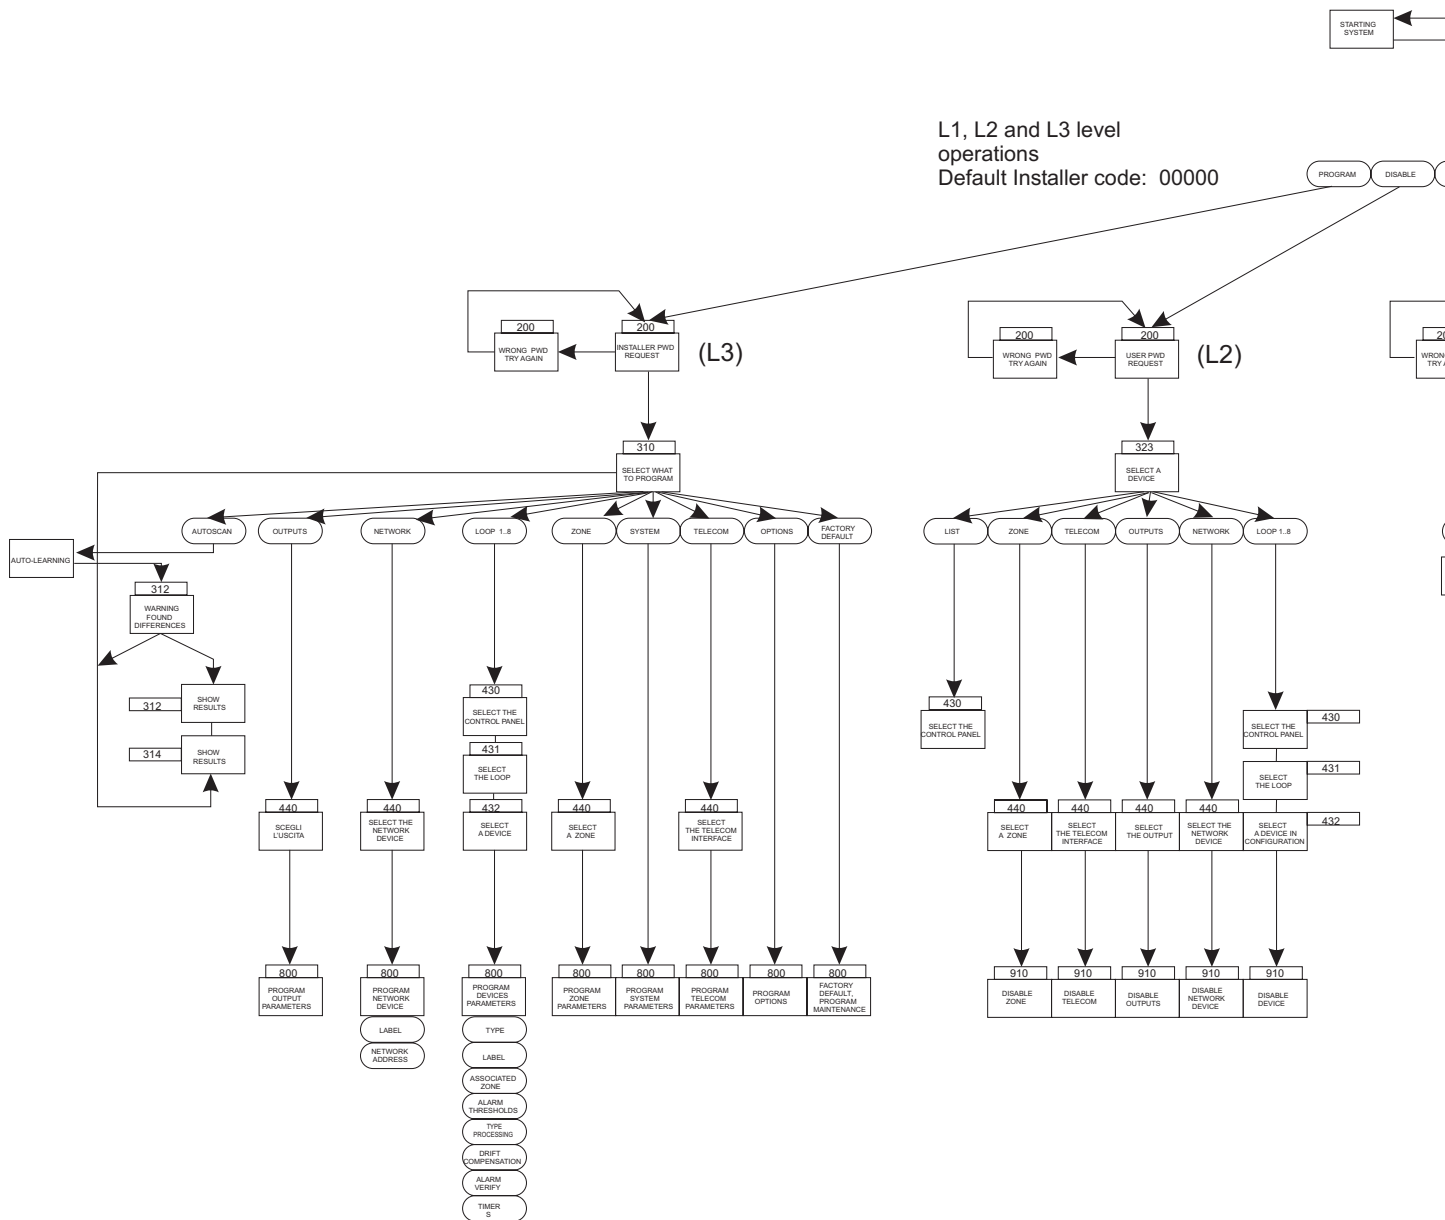 STARTING
SYSTEM
L1, L2 and L3 level
operations
Default Installer code: 00000
PROGRAM
DISABLE
200
WRONG PWD
TRY AGAIN
200
INSTALLER PWD
REQUEST
(L3)
200
WRONG PWD
TRY AGAIN
200
USER PWD
REQUEST
(L2)
310
SELECT WHAT
TO PROGRAM
323
SELECT A
DEVICE
AUTOSCAN
OUTPUTS
NETWORK
LOOP 1..8
ZONE
SYSTEM
TELECOM
OPTIONS
FACTORY
DEFAULT
LIST
ZONE
TELECOM
OUTPUTS
NETWORK
LOOP 1..8
AUTO-LEARNING
312
WARNING
FOUND
DIFFERENCES
312
SHOW
RESULTS
314
SHOW
RESULTS
430
SELECT THE
CONTROL PANEL
431
SELECT
THE LOOP
432
SELECT
A DEVICE
430
SELECT THE
CONTROL PANEL
SELECT THE
CONTROL PANEL
430
SELECT
THE LOOP
431
440
SCEGLI
L'USCITA
440
SELECT THE
NETWORK
DEVICE
440
SELECT
A ZONE
440
SELECT
THE TELECOM
INTERFACE
440
SELECT
A ZONE
440
SELECT
THE TELECOM
INTERFACE
440
SELECT
THE OUTPUT
440
SELECT THE
NETWORK
DEVICE
SELECT
A DEVICE IN
CONFIGURATION
432
800
PROGRAM
OUTPUT
PARAMETERS
800
PROGRAM
NETWORK
DEVICE
LABEL
NETWORK
ADDRESS
800
PROGRAM
DEVICES
PARAMETERS
TYPE
LABEL
ASSOCIATED
ZONE
ALARM
THRESHOLDS
TYPE
PROCESSING
DRIFT
COMPENSATION
ALARM
VERIFY
TIMER
S
800
PROGRAM
ZONE
PARAMETERS
800
PROGRAM
SYSTEM
PARAMETERS
800
PROGRAM
TELECOM
PARAMETERS
800
PROGRAM
OPTIONS
800
FACTORY
DEFAULT,
PROGRAM
MAINTENANCE
910
DISABLE
ZONE
910
DISABLE
TELECOM
910
DISABLE
OUTPUTS
910
DISABLE
NETWORK
DEVICE
910
DISABLE
DEVICE